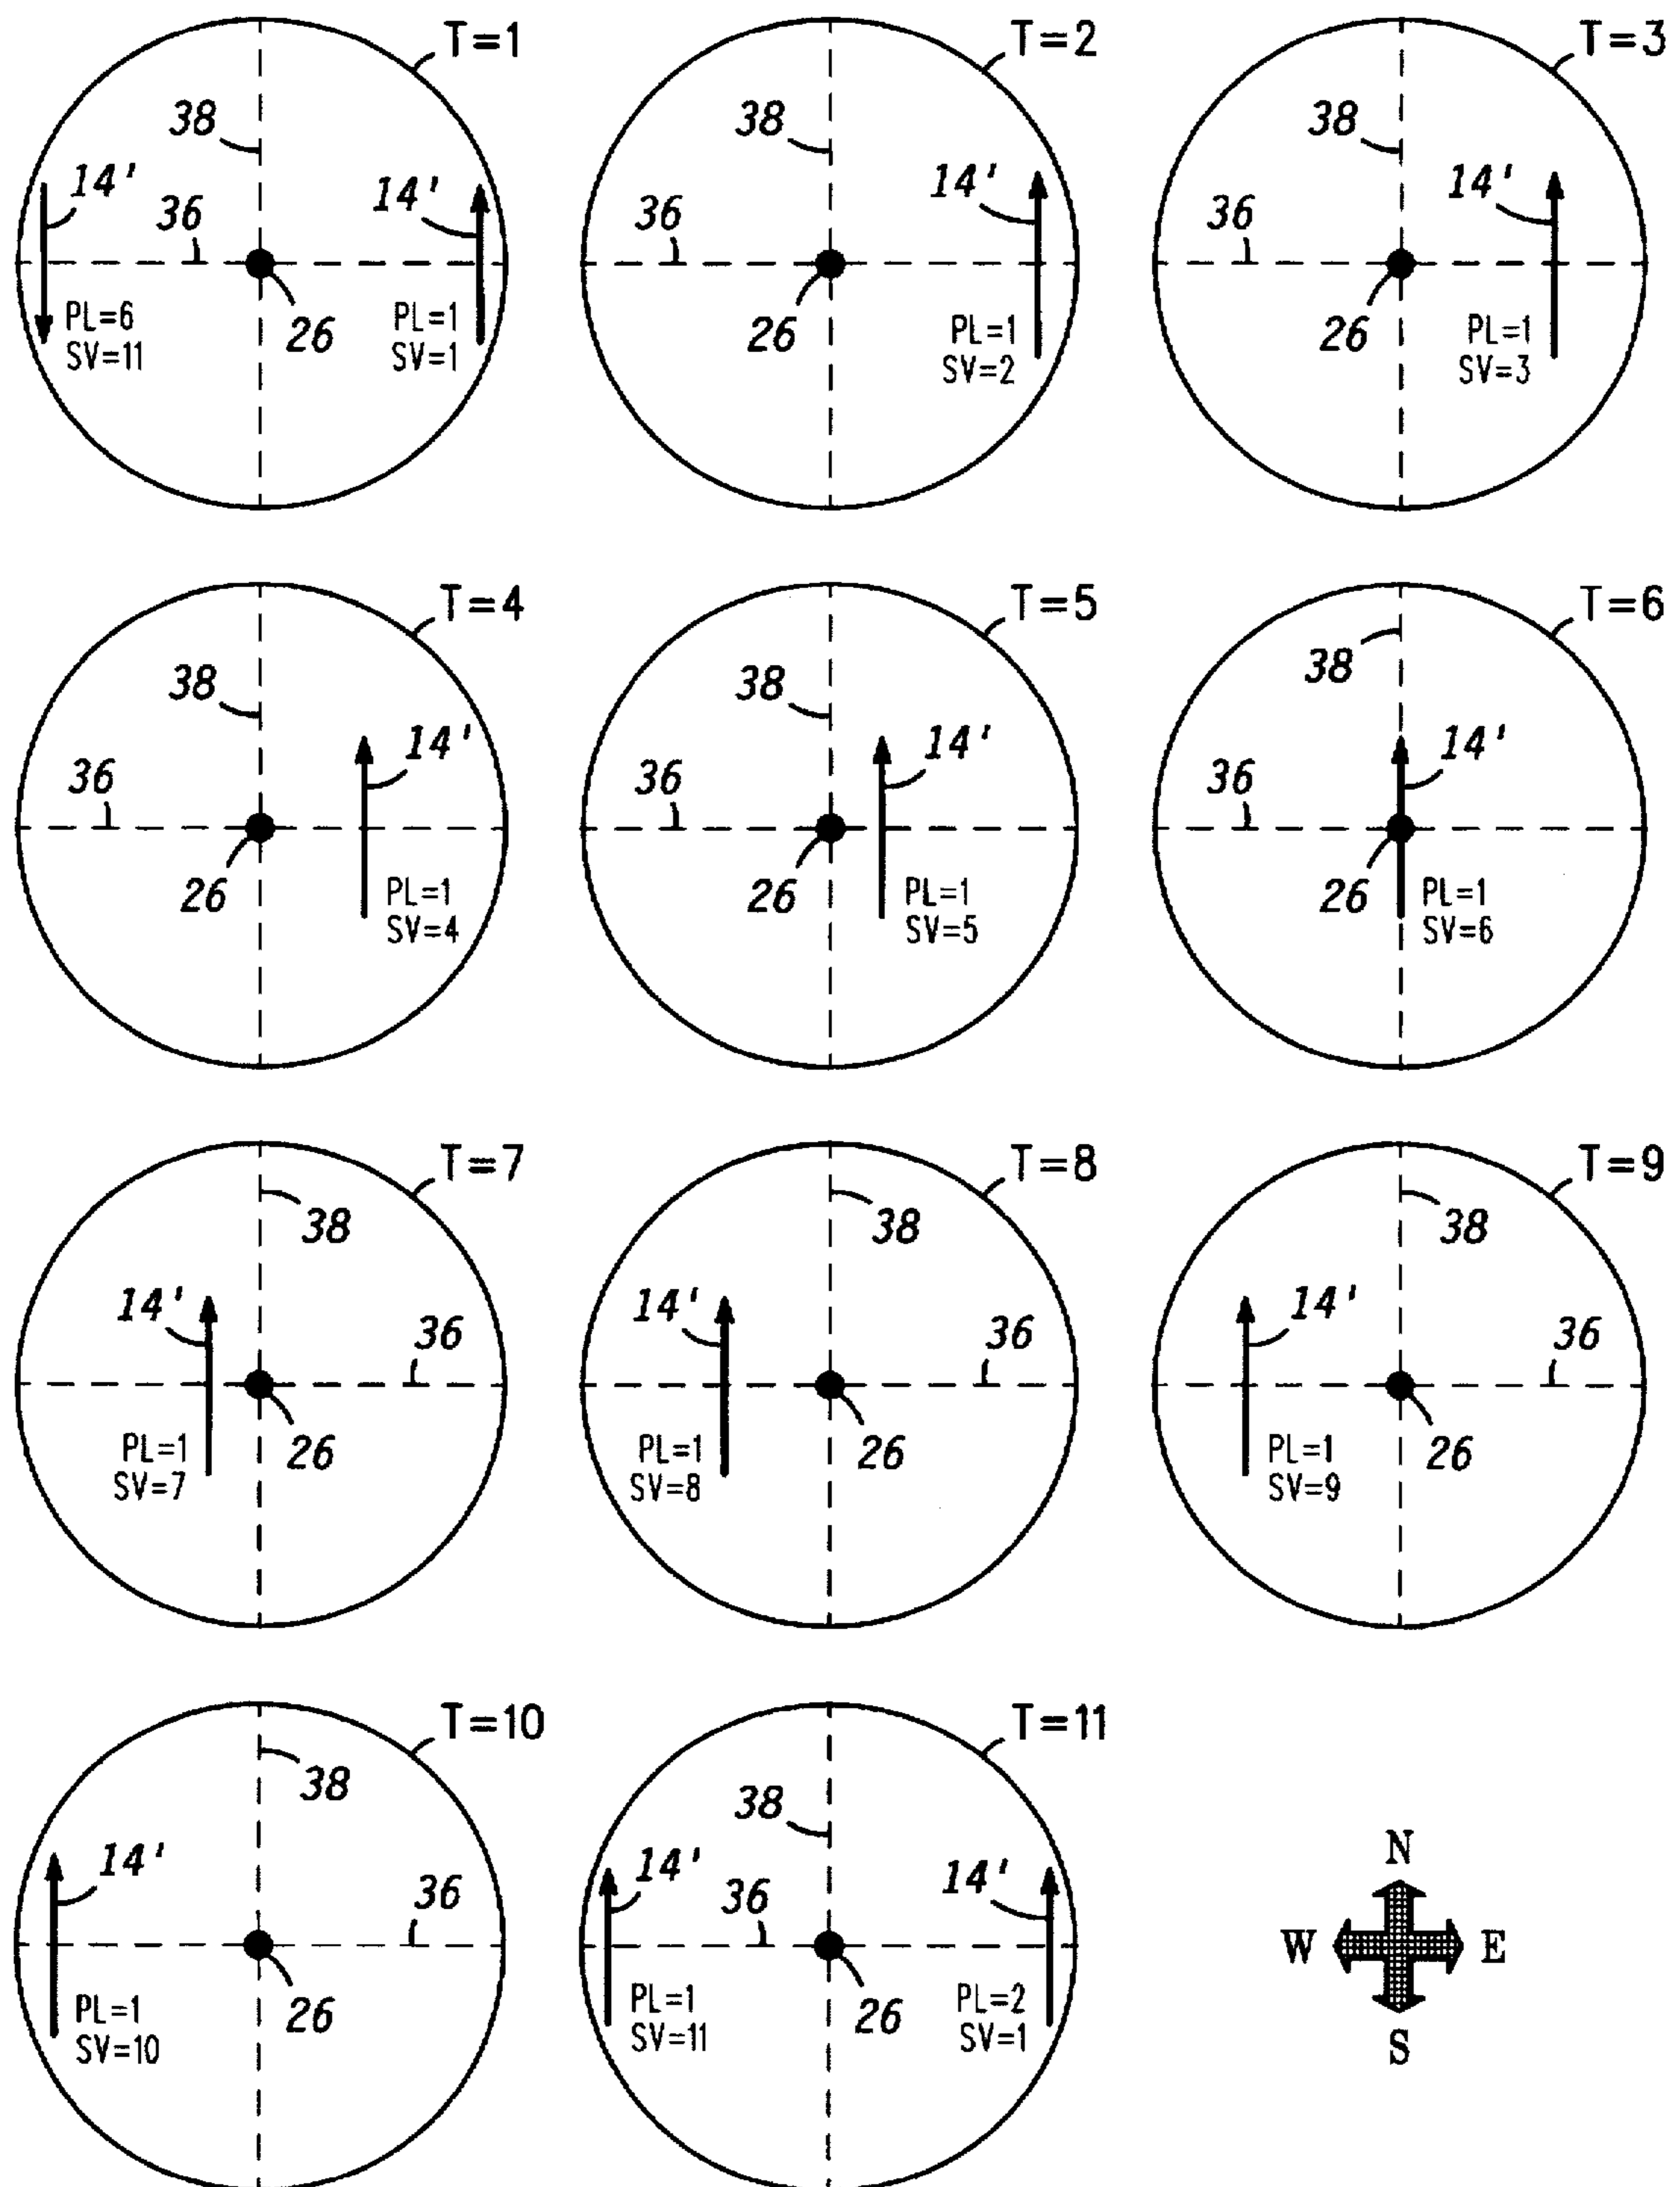 T=1
38
14'
36
14'
PL=6
SV=11
26
PL=1
SV=1
T=2
38
14'
36
26
PL=1
SV=2
T=3
38
14'
36
26
PL=1
SV=3
T=4
38
14'
36
26
PL=1
SV=4
T=5
38
14'
36
26
PL=1
SV=5
T=6
38
14'
36
26
PL=1
SV=6
T=7
38
14'
36
PL=1
SV=7
26
T=8
38
14'
36
PL=1
SV=8
26
T=9
38
14'
36
PL=1
SV=9
26
T=10
38
14'
36
PL=1
SV=10
26
T=11
38
14'
36
14'
PL=1
SV=11
26
PL=2
SV=1
N
W E
S